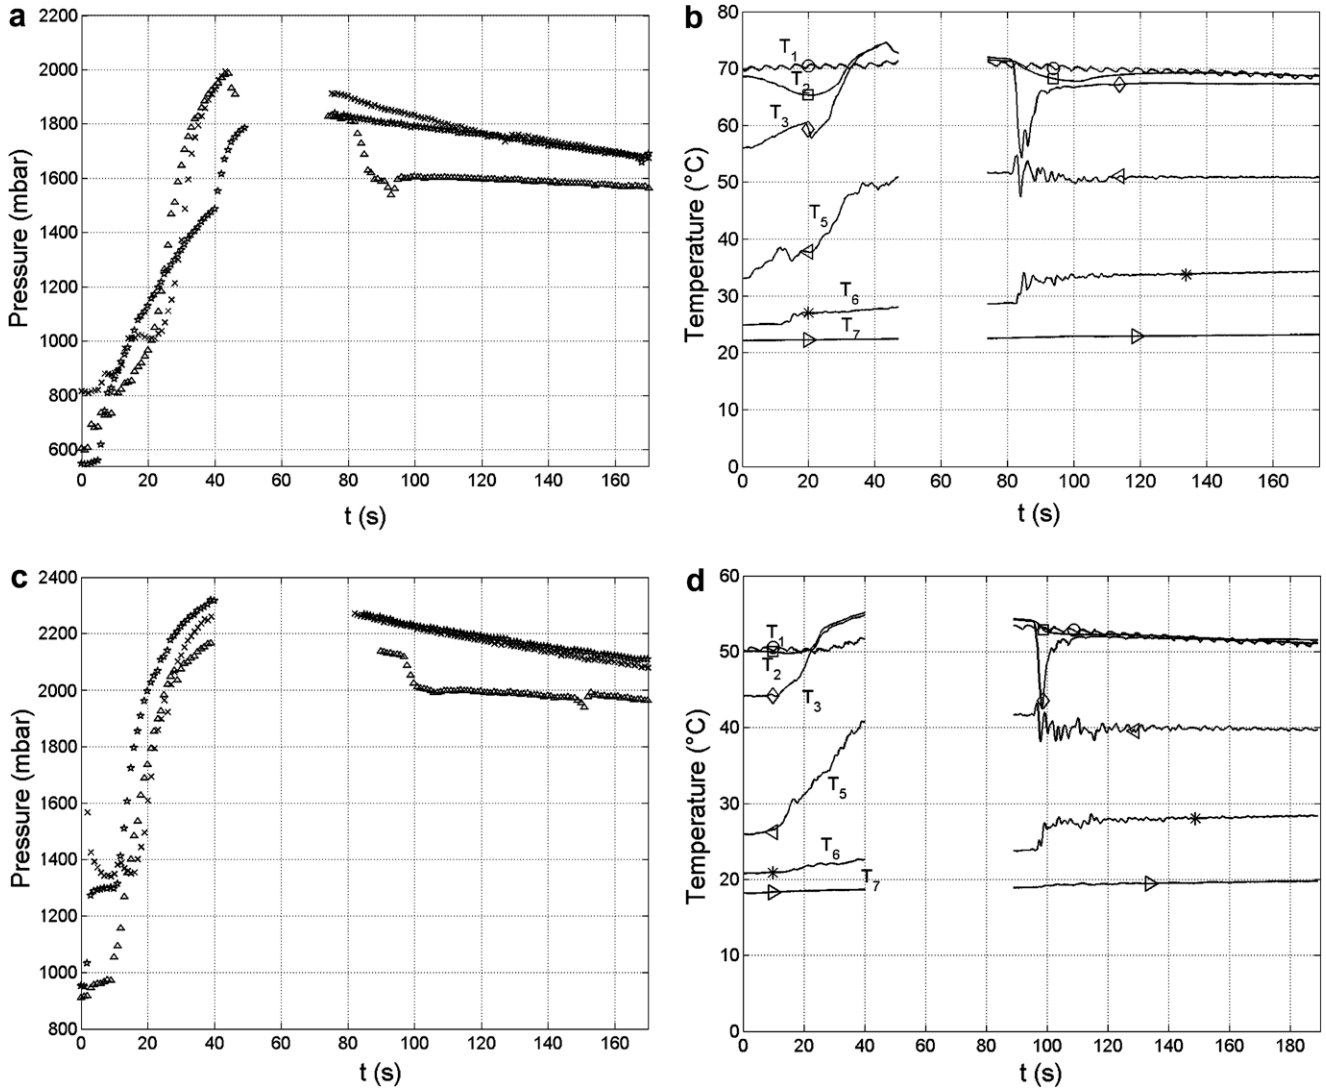 a
Pressure (mbar)
2200
2000
1800
1600
1400
1200
1000
800
600
0 20 40 60 80 100 120 140 160
t (s)
b
Temperature (°C)
80
70
60
50
40
30
20
10
0
T1
T2
T3
T5
T6
T7
0 20 40 60 80 100 120 140 160
t (s)
c
Pressure (mbar)
2400
2200
2000
1800
1600
1400
1200
1000
800
0 20 40 60 80 100 120 140 160
t (s)
d
Temperature (°C)
60
50
40
30
20
10
0
T1
T2
T3
T5
T6
T7
0 20 40 60 80 100 120 140 160 180
t (s)